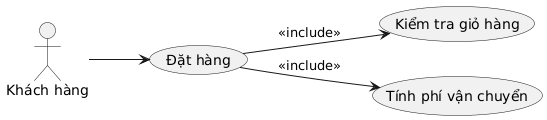 Khách hàng
Đặt hàng
«include»
Kiểm tra giỏ hàng
«include»
Tính phí vận chuyển